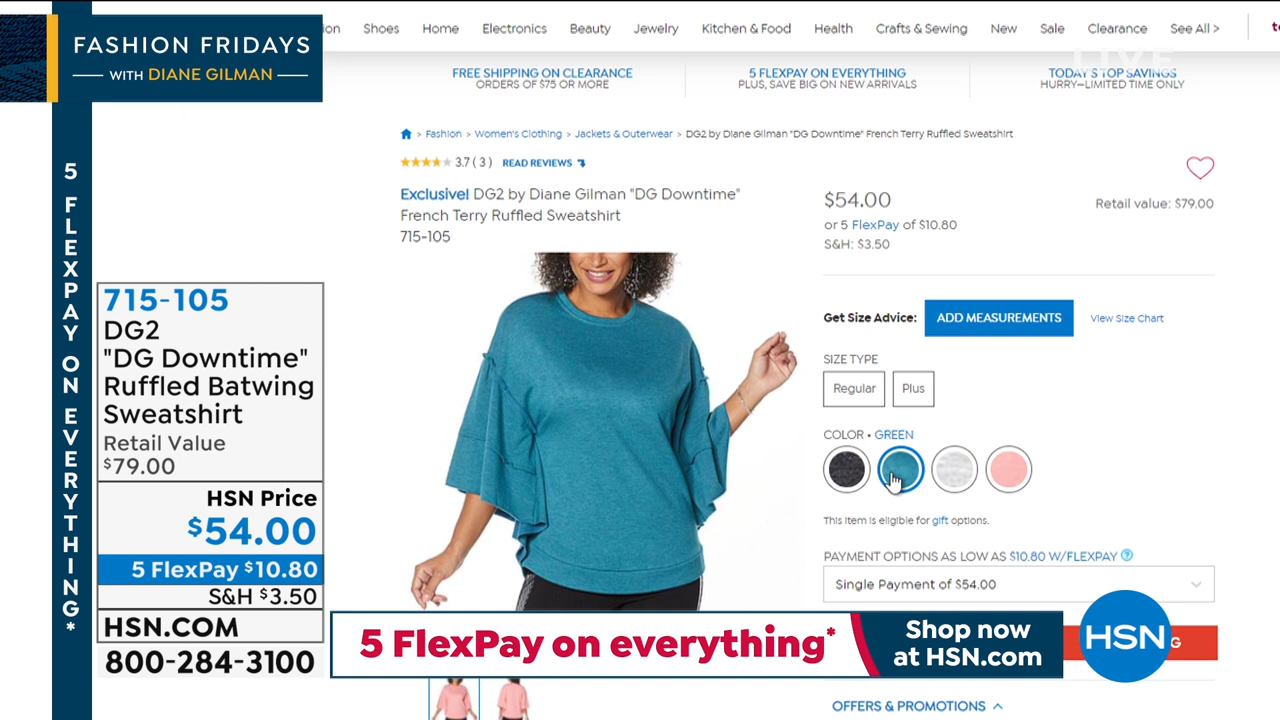 FASHION FRIDAYS
WITH DIANE GILMAN
Shoes
Home
Electronics
Beauty
Jewelry
Kitchen & Food
Health
Crafts & Sewing
New
Sale
Clearance
See All >
LIVE
FREE SHIPPING ON CLEARANCE
ORDERS OF $75 OR MORE
5 FLEXPAY ON EVERYTHING
PLUS, SAVE BIG ON NEW ARRIVALS
TODAY'S TOP SAVINGS
HURRY—LIMITED TIME ONLY
> Fashion > Women's Clothing > Jackets & Outerwear > DG2 by Diane Gilman "DG Downtime" French Terry Ruffled Sweatshirt
3.7 ( 3 ) READ REVIEWS
Exclusive! DG2 by Diane Gilman "DG Downtime"
French Terry Ruffled Sweatshirt
715-105
$54.00
Retail value: $79.00
or 5 FlexPay of $10.80
S&H: $3.50
Get Size Advice:
ADD MEASUREMENTS
View Size Chart
SIZE TYPE
Regular
Plus
COLOR • GREEN
This item is eligible for gift options.
PAYMENT OPTIONS AS LOW AS $10.80 W/FLEXPAY ?
Single Payment of $54.00
OFFERS & PROMOTIONS
5 FLEXPAY ON EVERYTHING*
715-105
DG2
"DG Downtime"
Ruffled Batwing
Sweatshirt
Retail Value
$79.00
HSN Price
$54.00
5 FlexPay $10.80
S&H $3.50
HSN.COM
800-284-3100
5 FlexPay on everything*
Shop now
at HSN.com
HSN